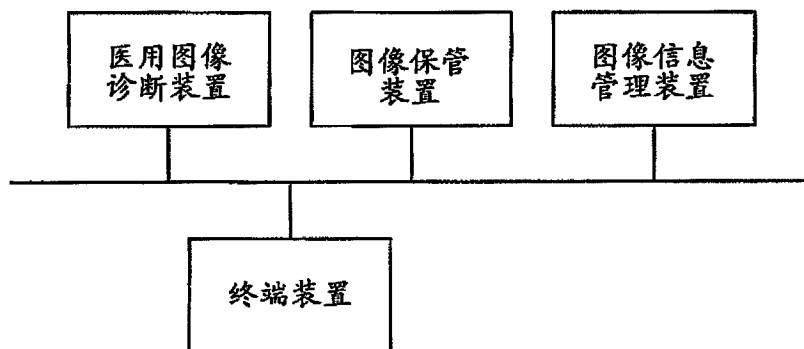 医用图像
诊断装置
图像保管
装置
图像信息
管理装置
终端装置